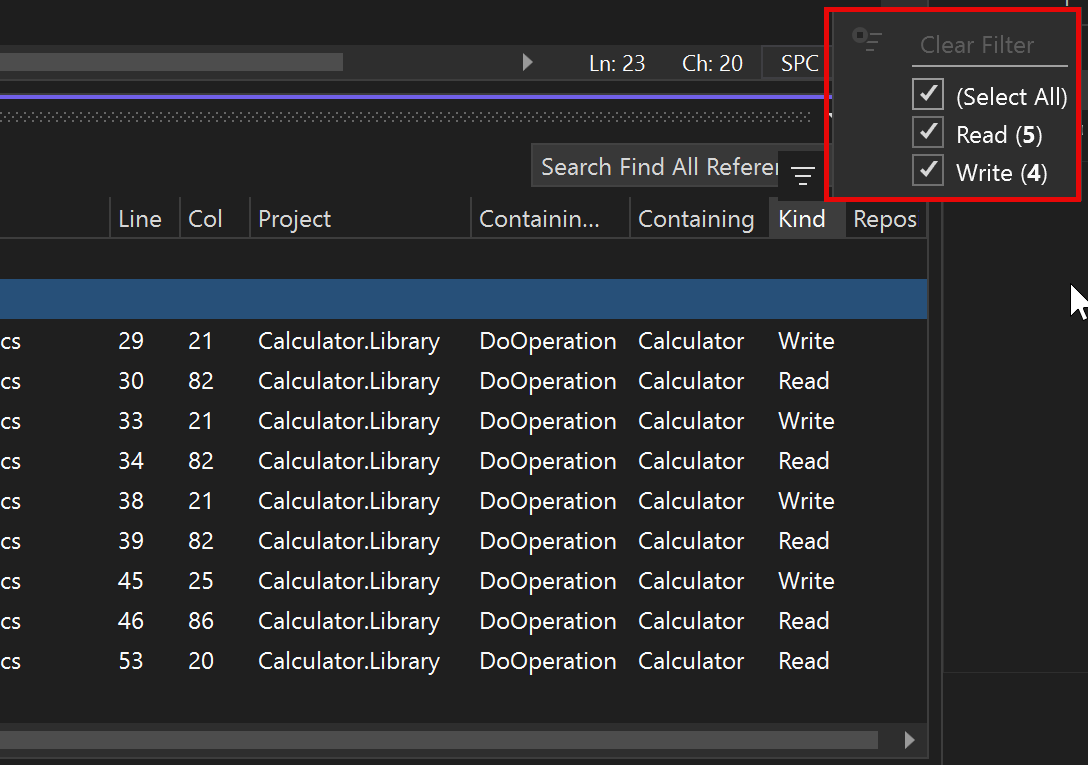 Clear Filter
Ln: 23 Ch: 20 SPC
(Select All)
Read (5)
Write (4)
Search Find All Referen
Line Col Project Containin... Containing Kind Repos
cs 29 21 Calculator.Library DoOperation Calculator Write
cs 30 82 Calculator.Library DoOperation Calculator Read
cs 33 21 Calculator.Library DoOperation Calculator Write
cs 34 82 Calculator.Library DoOperation Calculator Read
cs 38 21 Calculator.Library DoOperation Calculator Write
cs 39 82 Calculator.Library DoOperation Calculator Read
cs 45 25 Calculator.Library DoOperation Calculator Write
cs 46 86 Calculator.Library DoOperation Calculator Read
cs 53 20 Calculator.Library DoOperation Calculator Read